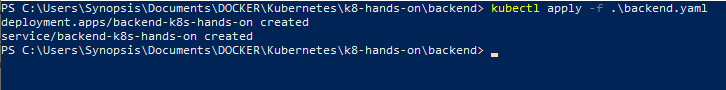 PS C:\Users\Synopsis\Documents\DOCKER\Kubernetes\k8-hands-on\backend> kubectl apply -f .\backend.yaml
deployment.apps/backend-k8s-hands-on created
service/backend-k8s-hands-on created
PS C:\Users\Synopsis\Documents\DOCKER\Kubernetes\k8-hands-on\backend>